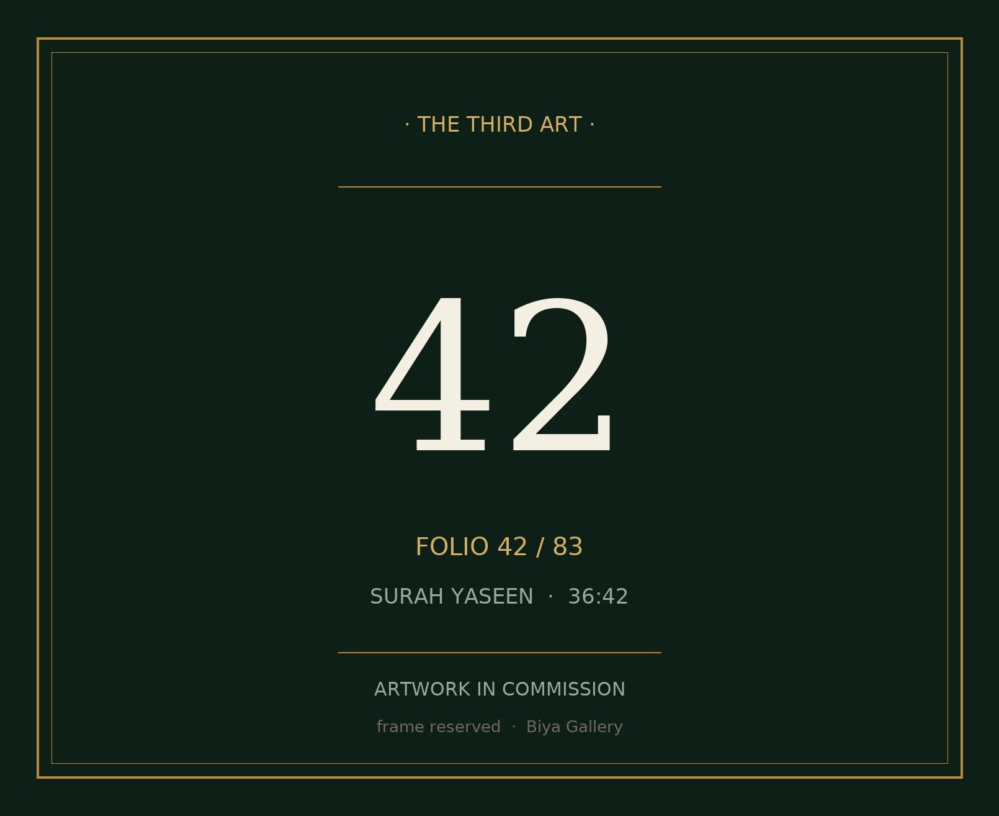 · THE THIRD ART ·
42
FOLIO 42 / 83
SURAH YASEEN · 36:42
ARTWORK IN COMMISSION
frame reserved · Biya Gallery